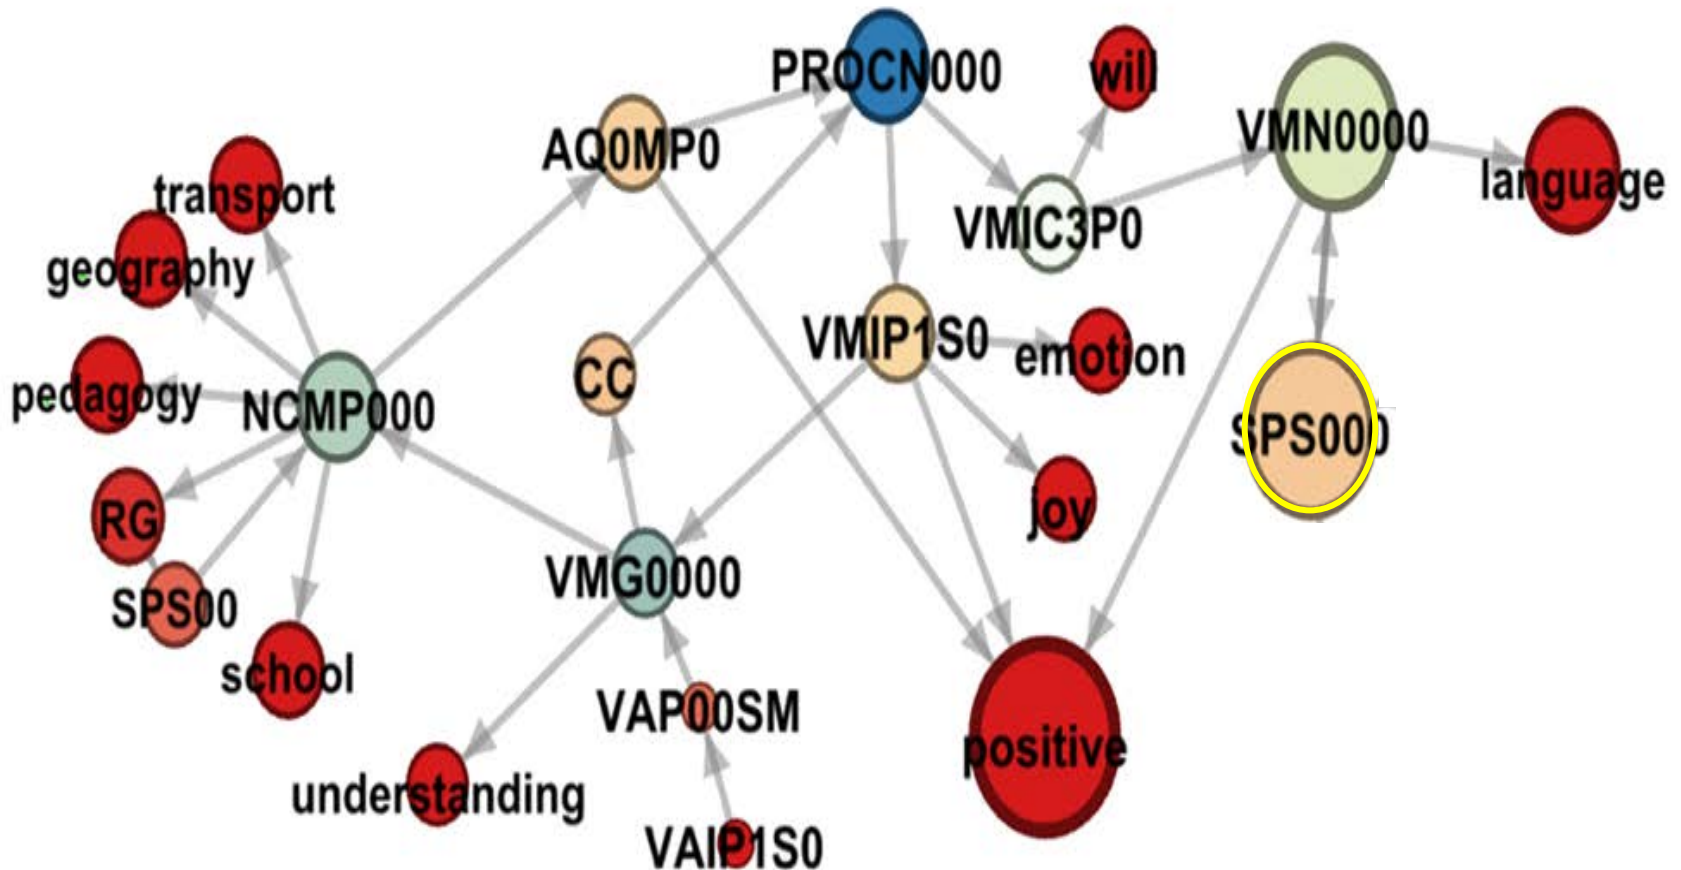 PROCN000
will
VMN0000
AQ0MP0
language
transport
VMIC3P0
geography
VMIP1S0
emotion
pedagogy
NCMP000
CC
SPS000
RG
joy
VMG0000
SPS00
school
VAP00SM
positive
understanding
VAIP1S0